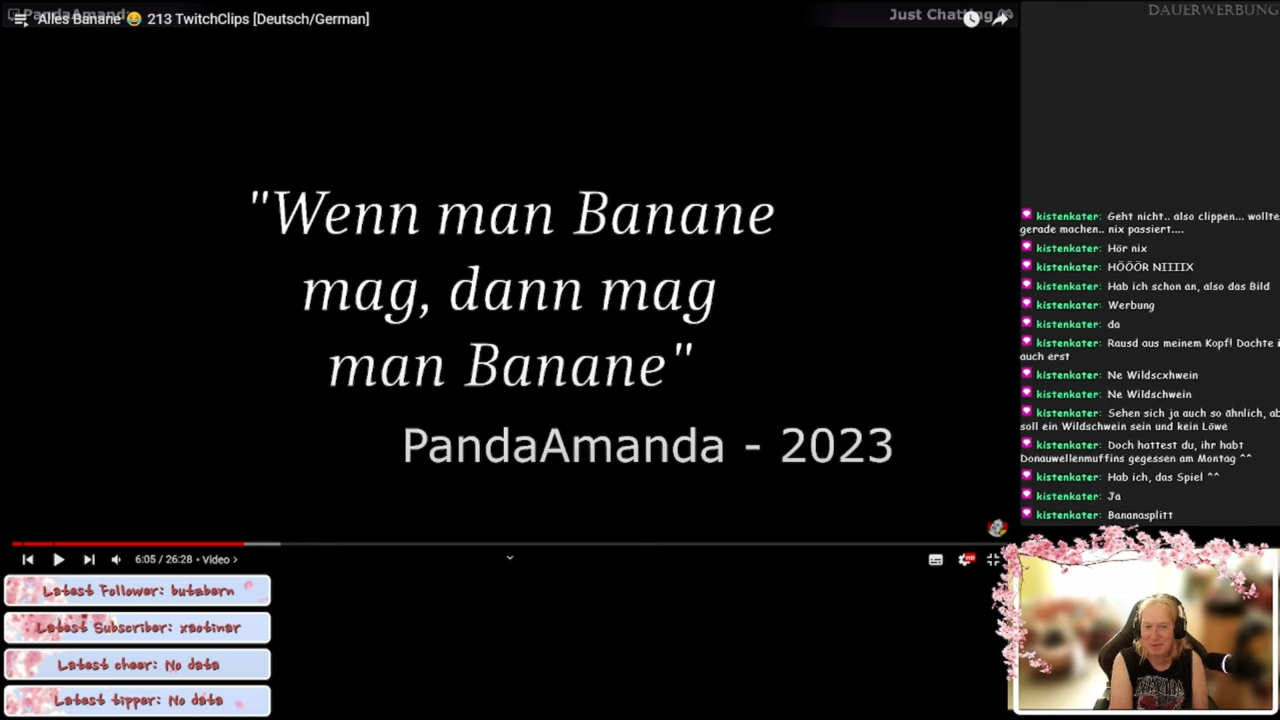 PandaAmanda
Alles Banane 😂 213 TwitchClips [Deutsch/German]
Just Chatting
DAUERWERBUNG
"Wenn man Banane
mag, dann mag
man Banane"
PandaAmanda - 2023
kistenkater: Geht nicht.. also clippen... wollte
gerade machen.. nix passiert....
kistenkater: Hör nix
kistenkater: HÖÖÖR NIIIIX
kistenkater: Hab ich schon an, also das Bild
kistenkater: Werbung
kistenkater: da
kistenkater: Rausd aus meinem Kopf! Dachte
auch erst
kistenkater: Ne Wildscxhwein
kistenkater: Ne Wildschwein
kistenkater: Sehen sich ja auch so ähnlich,
soll ein Wildschwein sein und kein Löwe
kistenkater: Doch hattest du, ihr habt
Donauwellenmuffins gegessen am Montag ^^
kistenkater: Hab ich, das Spiel ^^
kistenkater: Ja
kistenkater: Bananasplitt
6:05 / 26:28 • Video ›
HD
Latest Follower: butabern
Latest Subscriber: xaotinar
Latest cheer: No data
Latest tipper: No data